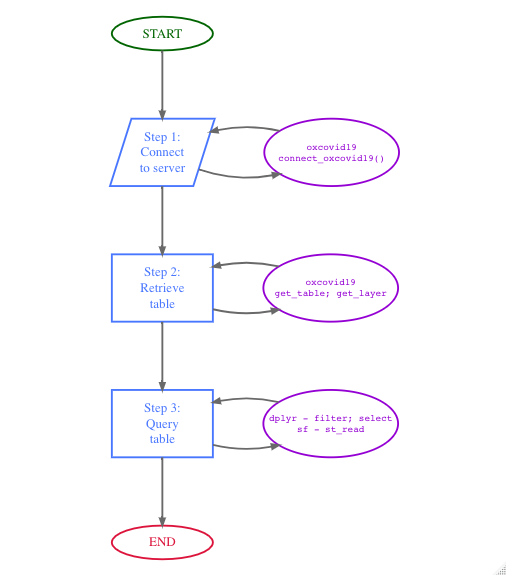 START
Step 1:
Connect
to server
oxcovid19
connect_oxcovid19()
Step 2:
Retrieve
table
oxcovid19
get_table; get_layer
Step 3:
Query
table
dplyr - filter; select
sf - st_read
END